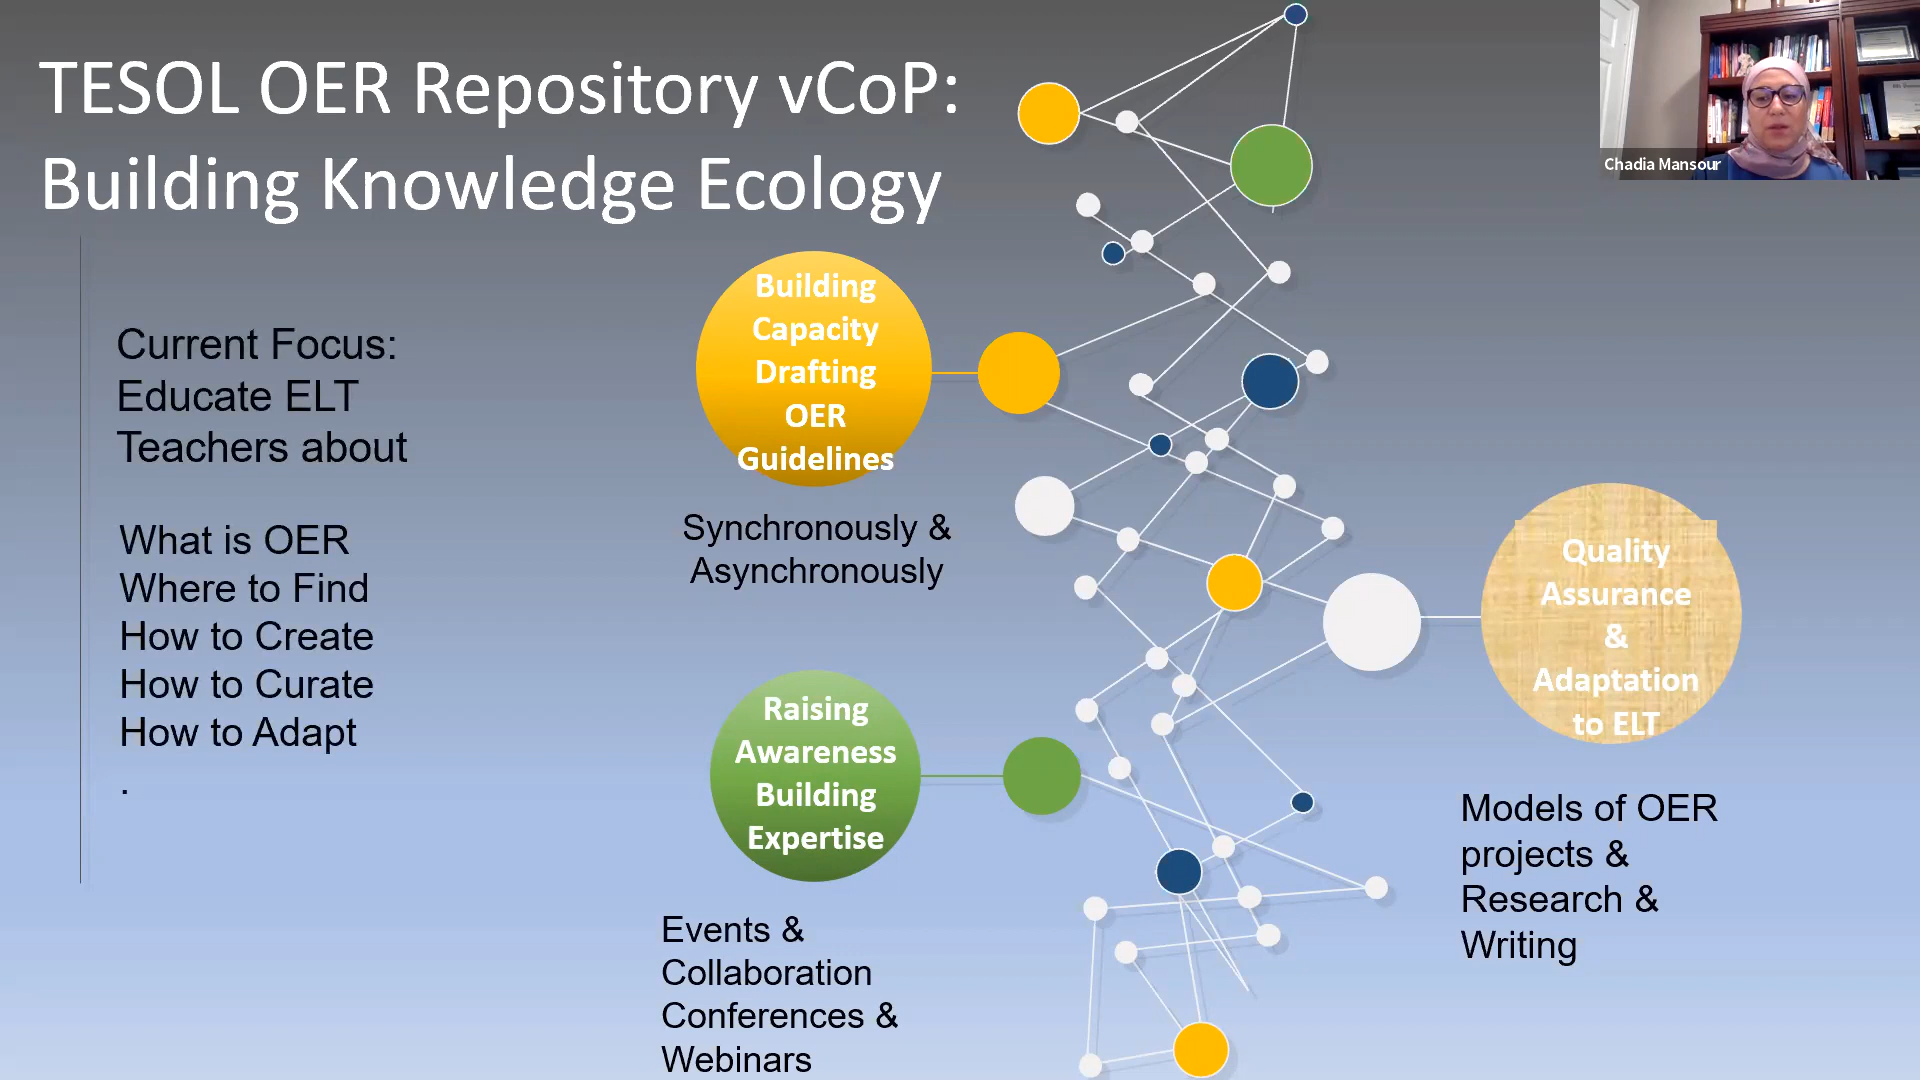 TESOL OER Repository vCoP:
Building Knowledge Ecology
Chadia Mansour
Current Focus:
Educate ELT
Teachers about
What is OER
Where to Find
How to Create
How to Curate
How to Adapt
.
Building
Capacity
Drafting
OER
Guidelines
Synchronously &
Asynchronously
Raising
Awareness
Building
Expertise
Events &
Collaboration
Conferences &
Webinars
Quality
Assurance
&
Adaptation
to ELT
Models of OER
projects &
Research &
Writing